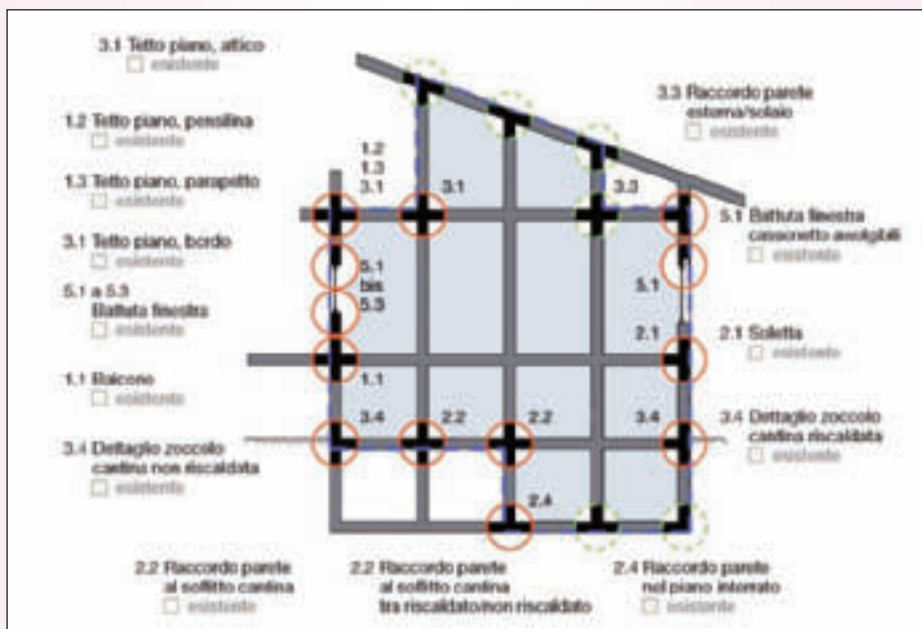 3.1 Tetto piano, attico
esistente
1.2 Tetto piano, pensilina
esistente
1.3 Tetto piano, parapetto
esistente
3.1 Tetto piano, bordo
esistente
5.1 a 5.3
Battuta finestra
esistente
1.1 Balcone
esistente
3.4 Dettaglio zoccolo
cantina non riscaldata
esistente
1.2
1.3
3.1
3.1
3.3
5.1
bis
5.3
5.1
2.1
1.1
3.4
2.2
2.2
3.4
2.4
3.3 Raccordo parete
esterna/solaio
esistente
5.1 Battuta finestra
cassonetto avvolgibili
esistente
2.1 Soletta
esistente
3.4 Dettaglio zoccolo
cantina riscaldata
esistente
2.2 Raccordo parete
al soffitto cantina
esistente
2.2 Raccordo parete
al soffitto cantina
tra riscaldato/non riscaldato
2.4 Raccordo parete
nel piano interrato
esistente